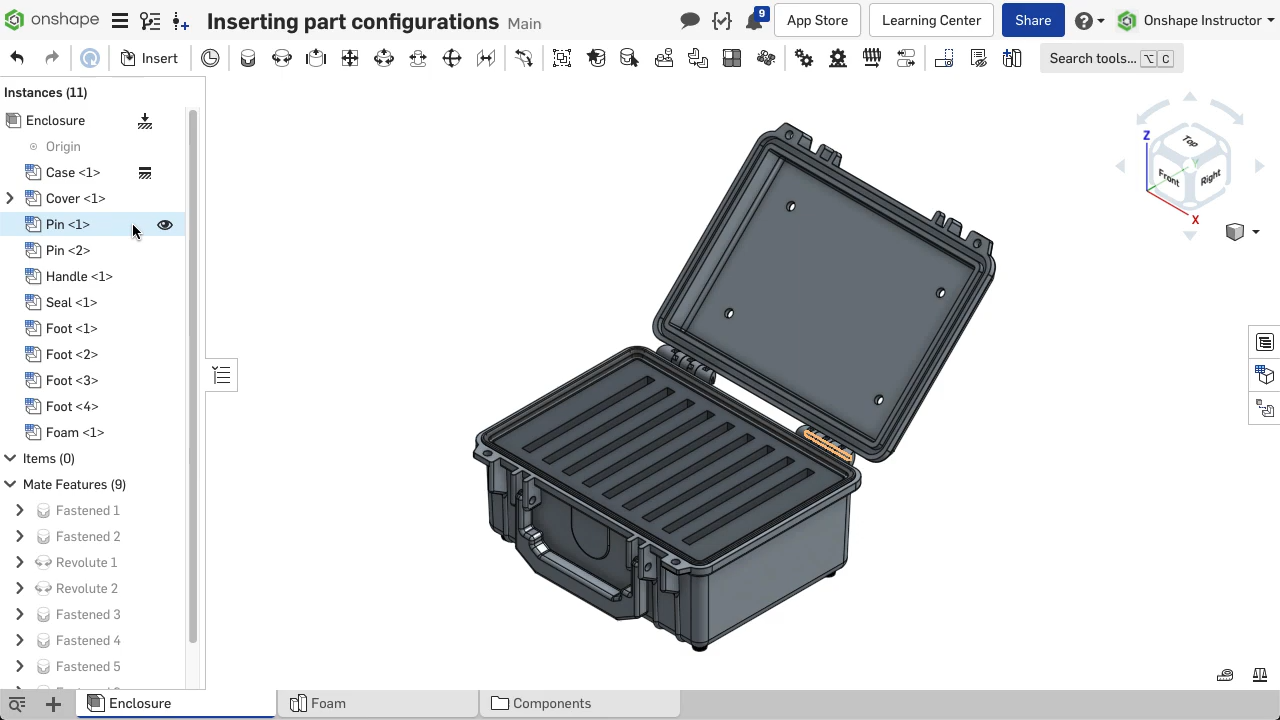 onshape Inserting part configurations Main 9 App Store Learning Center Share Onshape Instructor
Insert Search tools... ⌥ C
Instances (11)
Enclosure
Origin
Case <1>
Cover <1>
Pin <1>
Pin <2>
Handle <1>
Seal <1>
Foot <1>
Foot <2>
Foot <3>
Foot <4>
Foam <1>
Items (0)
Mate Features (9)
Fastened 1
Fastened 2
Revolute 1
Revolute 2
Fastened 3
Fastened 4
Fastened 5
Z
Top
Y
Front
Right
X
Enclosure Foam Components